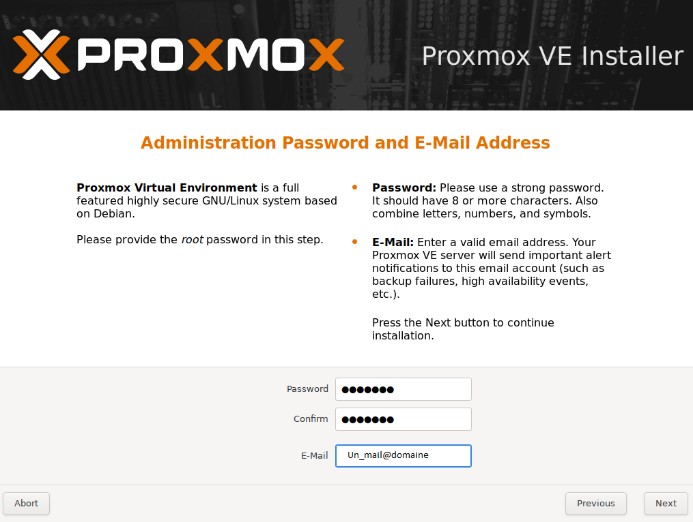 PROXMOX
Proxmox VE Installer
Administration Password and E-Mail Address
Proxmox Virtual Environment is a full
featured highly secure GNU/Linux system based
on Debian.
Please provide the root password in this step.
• Password: Please use a strong password.
It should have 8 or more characters. Also
combine letters, numbers, and symbols.
• E-Mail: Enter a valid email address. Your
Proxmox VE server will send important alert
notifications to this email account (such as
backup failures, high availability events,
etc.).
Press the Next button to continue
installation.
Password ●●●●●●●
Confirm ●●●●●●●
E-Mail Un_mail@domaine
Abort Previous Next